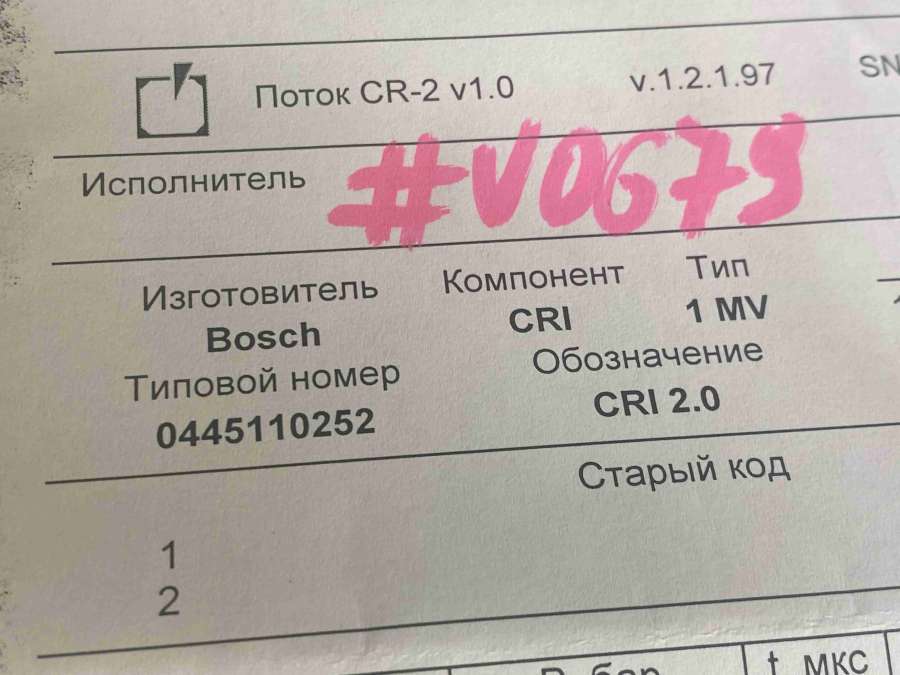 Поток CR-2 v1.0 v.1.2.1.97 SN
Исполнитель #V0679
Изготовитель Компонент Тип
Bosch CRI 1 MV
Типовой номер Обозначение
0445110252 CRI 2.0
Старый код
1
2
t мкс